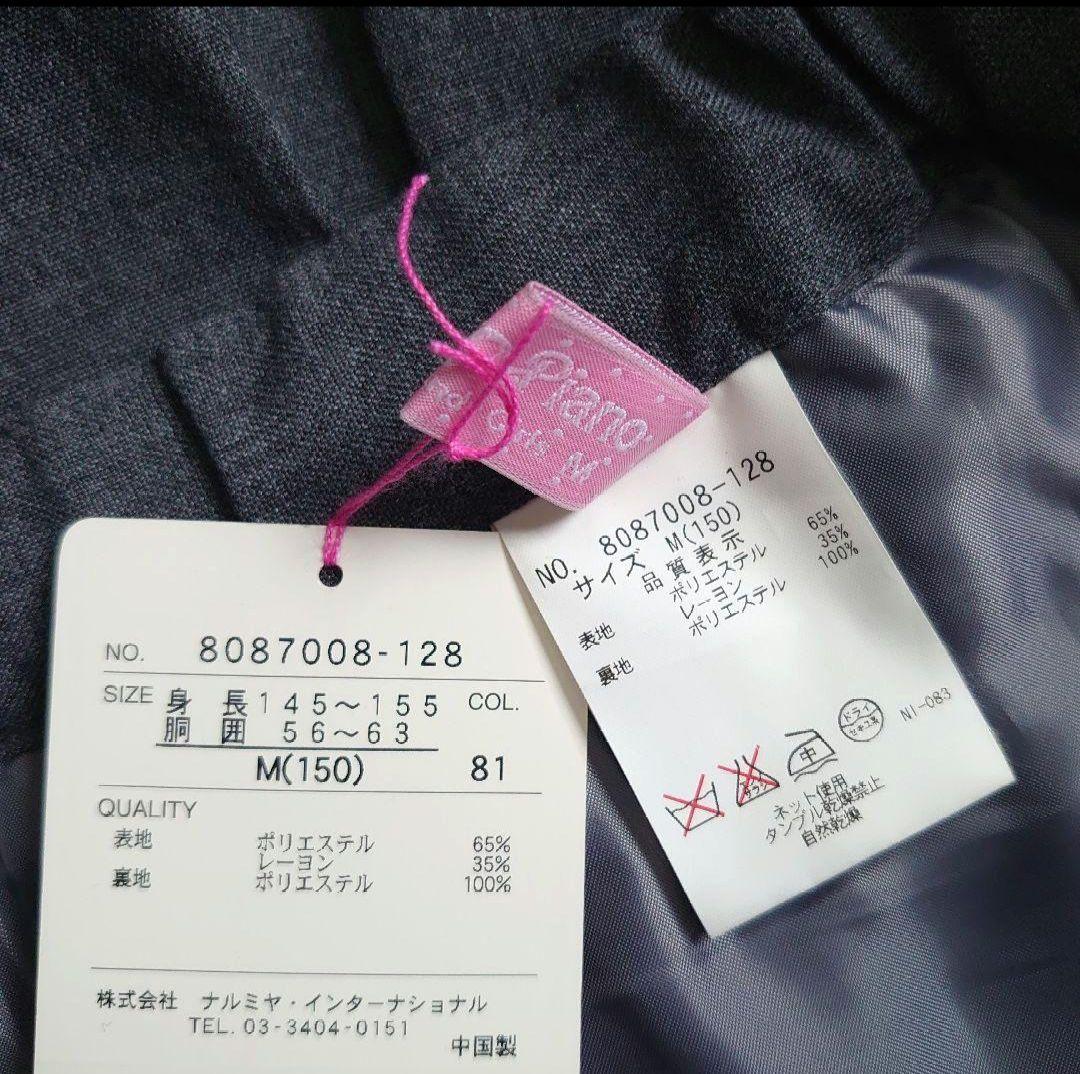 Piano
Girls
M
NO. 8087008-128
サイズ M(150)
品質表示
表地 ポリエステル 65%
レーヨン 35%
裏地 ポリエステル 100%
中
ドライ
セキユ系
NI-083
ネット使用
タンブル乾燥禁止
自然乾燥
NO. 8087008-128
SIZE 身長 145～155 COL.
胴囲 56～63
M(150) 81
QUALITY
表地 ポリエステル 65%
レーヨン 35%
裏地 ポリエステル 100%
株式会社 ナルミヤ・インターナショナル
TEL. 03-3404-0151
中国製